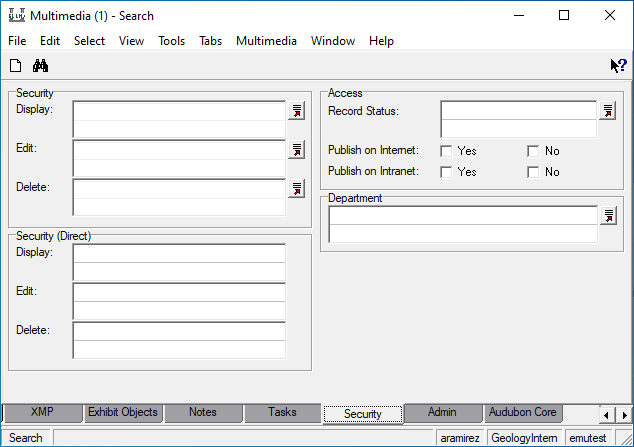 Multimedia (1) - Search
File Edit Select View Tools Tabs Multimedia Window Help
Security
Display:
Edit:
Delete:
Security (Direct)
Display:
Edit:
Delete:
Access
Record Status:
Publish on Internet: Yes No
Publish on Intranet: Yes No
Department
XMP Exhibit Objects Notes Tasks Security Admin Audubon Core
Search aramirez GeologyIntern emutest